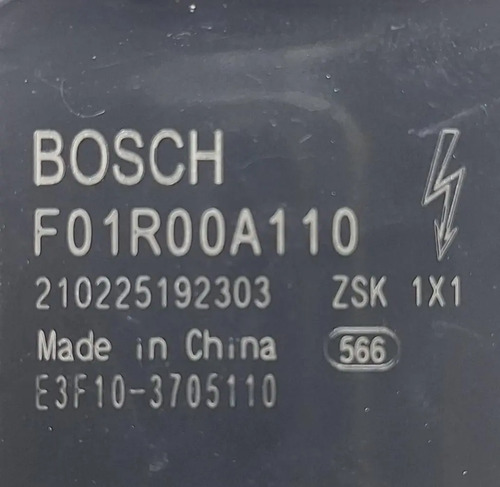 BOSCH
F01R00A110
210225192303 ZSK 1X1
Made in China 566
E3F10-3705110